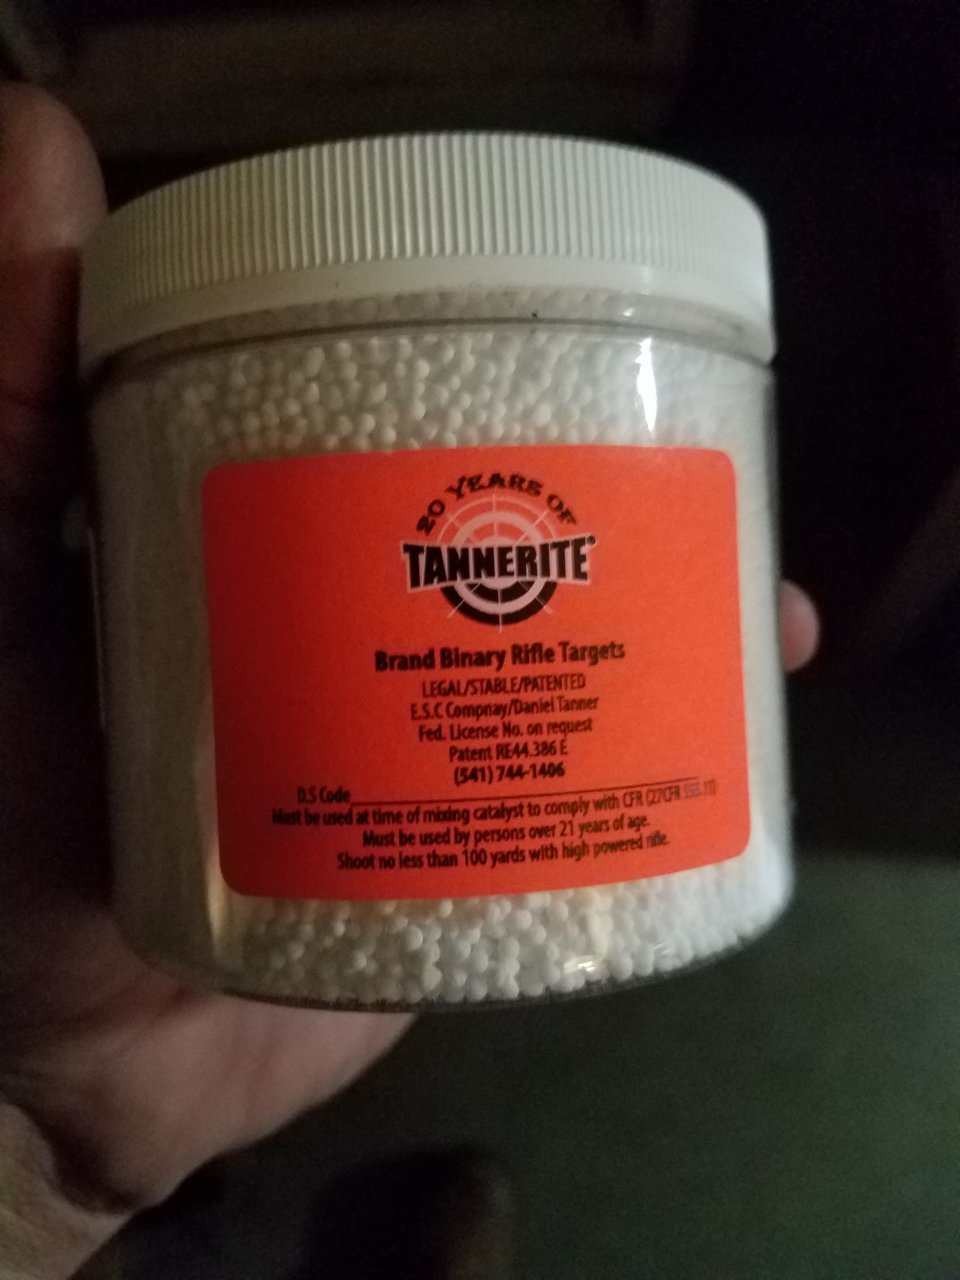 20 YEARS OF
TANNERITE®
Brand Binary Rifle Targets
LEGAL/STABLE/PATENTED
E.S.C Compnay/Daniel Tanner
Fed. License No. on request
Patent RE44.386 E
(541) 744-1406
D.S Code
Must be used at time of mixing catalyst to comply with CFR (27CFR 555.11)
Must be used by persons over 21 years of age.
Shoot no less than 100 yards with high powered rifle.